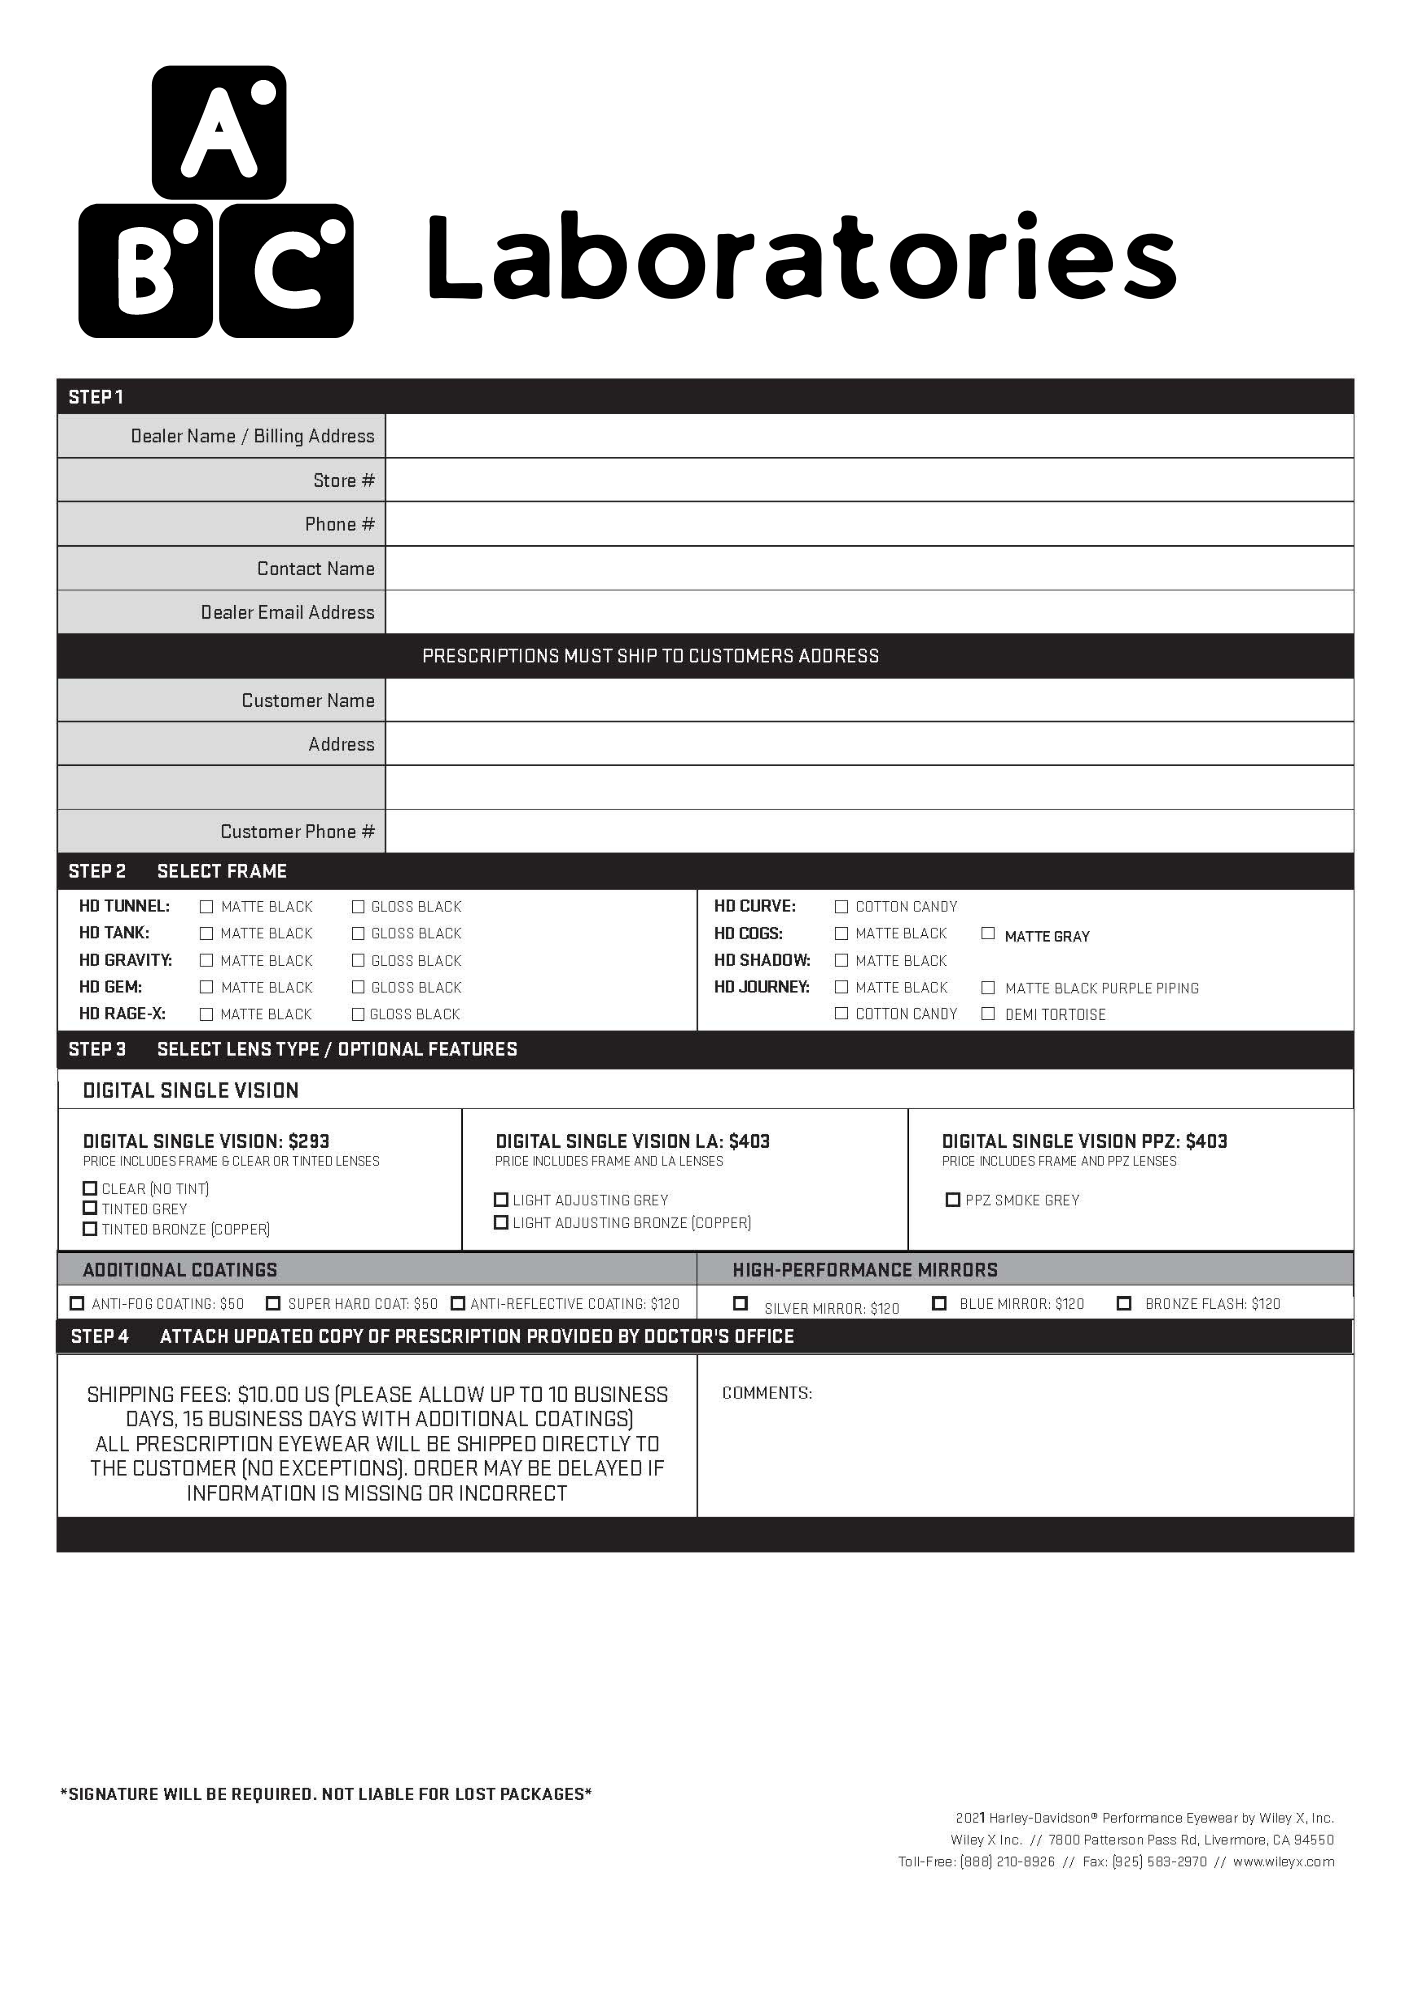 A
B C Laboratories
STEP 1
Dealer Name / Billing Address
Store #
Phone #
Contact Name
Dealer Email Address
PRESCRIPTIONS MUST SHIP TO CUSTOMERS ADDRESS
Customer Name
Address
Customer Phone #
STEP 2 SELECT FRAME
HD TUNNEL: ☐ MATTE BLACK ☐ GLOSS BLACK
HD TANK: ☐ MATTE BLACK ☐ GLOSS BLACK
HD GRAVITY: ☐ MATTE BLACK ☐ GLOSS BLACK
HD GEM: ☐ MATTE BLACK ☐ GLOSS BLACK
HD RAGE-X: ☐ MATTE BLACK ☐ GLOSS BLACK
HD CURVE: ☐ COTTON CANDY
HD COGS: ☐ MATTE BLACK ☐ MATTE GRAY
HD SHADOW: ☐ MATTE BLACK
HD JOURNEY: ☐ MATTE BLACK ☐ MATTE BLACK PURPLE PIPING
☐ COTTON CANDY ☐ DEMI TORTOISE
STEP 3 SELECT LENS TYPE / OPTIONAL FEATURES
DIGITAL SINGLE VISION
DIGITAL SINGLE VISION: $293
PRICE INCLUDES FRAME & CLEAR OR TINTED LENSES
☐ CLEAR (NO TINT)
☐ TINTED GREY
☐ TINTED BRONZE (COPPER)
DIGITAL SINGLE VISION LA: $403
PRICE INCLUDES FRAME AND LA LENSES
☐ LIGHT ADJUSTING GREY
☐ LIGHT ADJUSTING BRONZE (COPPER)
DIGITAL SINGLE VISION PPZ: $403
PRICE INCLUDES FRAME AND PPZ LENSES
☐ PPZ SMOKE GREY
ADDITIONAL COATINGS
☐ ANTI-FOG COATING: $50 ☐ SUPER HARD COAT: $50 ☐ ANTI-REFLECTIVE COATING: $120
HIGH-PERFORMANCE MIRRORS
☐ SILVER MIRROR: $120 ☐ BLUE MIRROR: $120 ☐ BRONZE FLASH: $120
STEP 4 ATTACH UPDATED COPY OF PRESCRIPTION PROVIDED BY DOCTOR'S OFFICE
SHIPPING FEES: $10.00 US (PLEASE ALLOW UP TO 10 BUSINESS
DAYS, 15 BUSINESS DAYS WITH ADDITIONAL COATINGS)
ALL PRESCRIPTION EYEWEAR WILL BE SHIPPED DIRECTLY TO
THE CUSTOMER (NO EXCEPTIONS). ORDER MAY BE DELAYED IF
INFORMATION IS MISSING OR INCORRECT
COMMENTS:
*SIGNATURE WILL BE REQUIRED. NOT LIABLE FOR LOST PACKAGES*
2021 Harley-Davidson® Performance Eyewear by Wiley X, Inc.
Wiley X Inc. // 7800 Patterson Pass Rd, Livermore, CA 94550
Toll-Free: (888) 210-8926 // Fax: (925) 583-2970 // www.wileyx.com